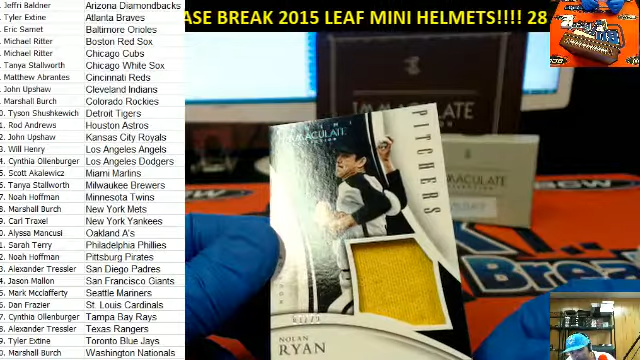 ASE BREAK 2015 LEAF MINI HELMETS!!!! 28
Jeffri Baldner Arizona Diamondbacks
Tyler Extine Atlanta Braves
Eric Samet Baltimore Orioles
Michael Ritter Boston Red Sox
Michael Ritter Chicago Cubs
Tanya Stallworth Chicago White Sox
Matthew Abrantes Cincinnati Reds
John Upshaw Cleveland Indians
Marshall Burch Colorado Rockies
Tyson Shushkewich Detroit Tigers
Rod Andrews Houston Astros
John Upshaw Kansas City Royals
Will Henry Los Angeles Angels
Cynthia Ollenburger Los Angeles Dodgers
Scott Akalewicz Miami Marlins
Tanya Stallworth Milwaukee Brewers
Noah Hoffman Minnesota Twins
Marshall Burch New York Mets
Carl Traxel New York Yankees
Alyssa Mancusi Oakland A's
Sarah Terry Philadelphia Phillies
Noah Hoffman Pittsburg Pirates
Alexander Tressler San Diego Padres
Jason Mallon San Francisco Giants
Mark Mcclafferty Seattle Mariners
Dan Frazier St Louis Cardinals
Cynthia Ollenburger Tampa Bay Rays
Alexander Tressler Texas Rangers
Tyler Extine Toronto Blue Jays
Marshall Burch Washington Nationals
IMMACULATE
IMMACULATE
PITCHERS
IMMACULATE
NOLAN
RYAN